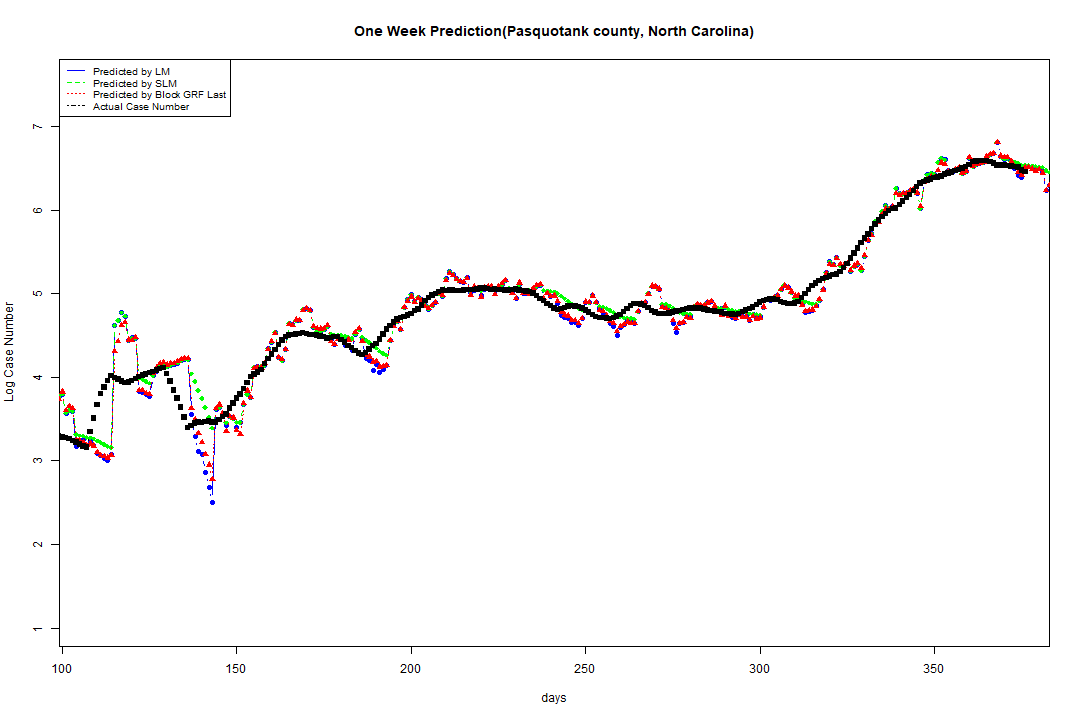 One Week Prediction(Pasquotank county, North Carolina)
Predicted by LM
Predicted by SLM
Predicted by Block GRF Last
Actual Case Number
Log Case Number
7
6
5
4
3
2
1
100 150 200 250 300 350
days